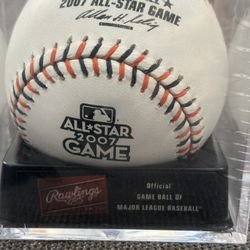 2007 ALL-STAR GAME
ALL★STAR
2007
GAME
Rawlings
Official
GAME BALL OF
MAJOR LEAGUE BASEBALL